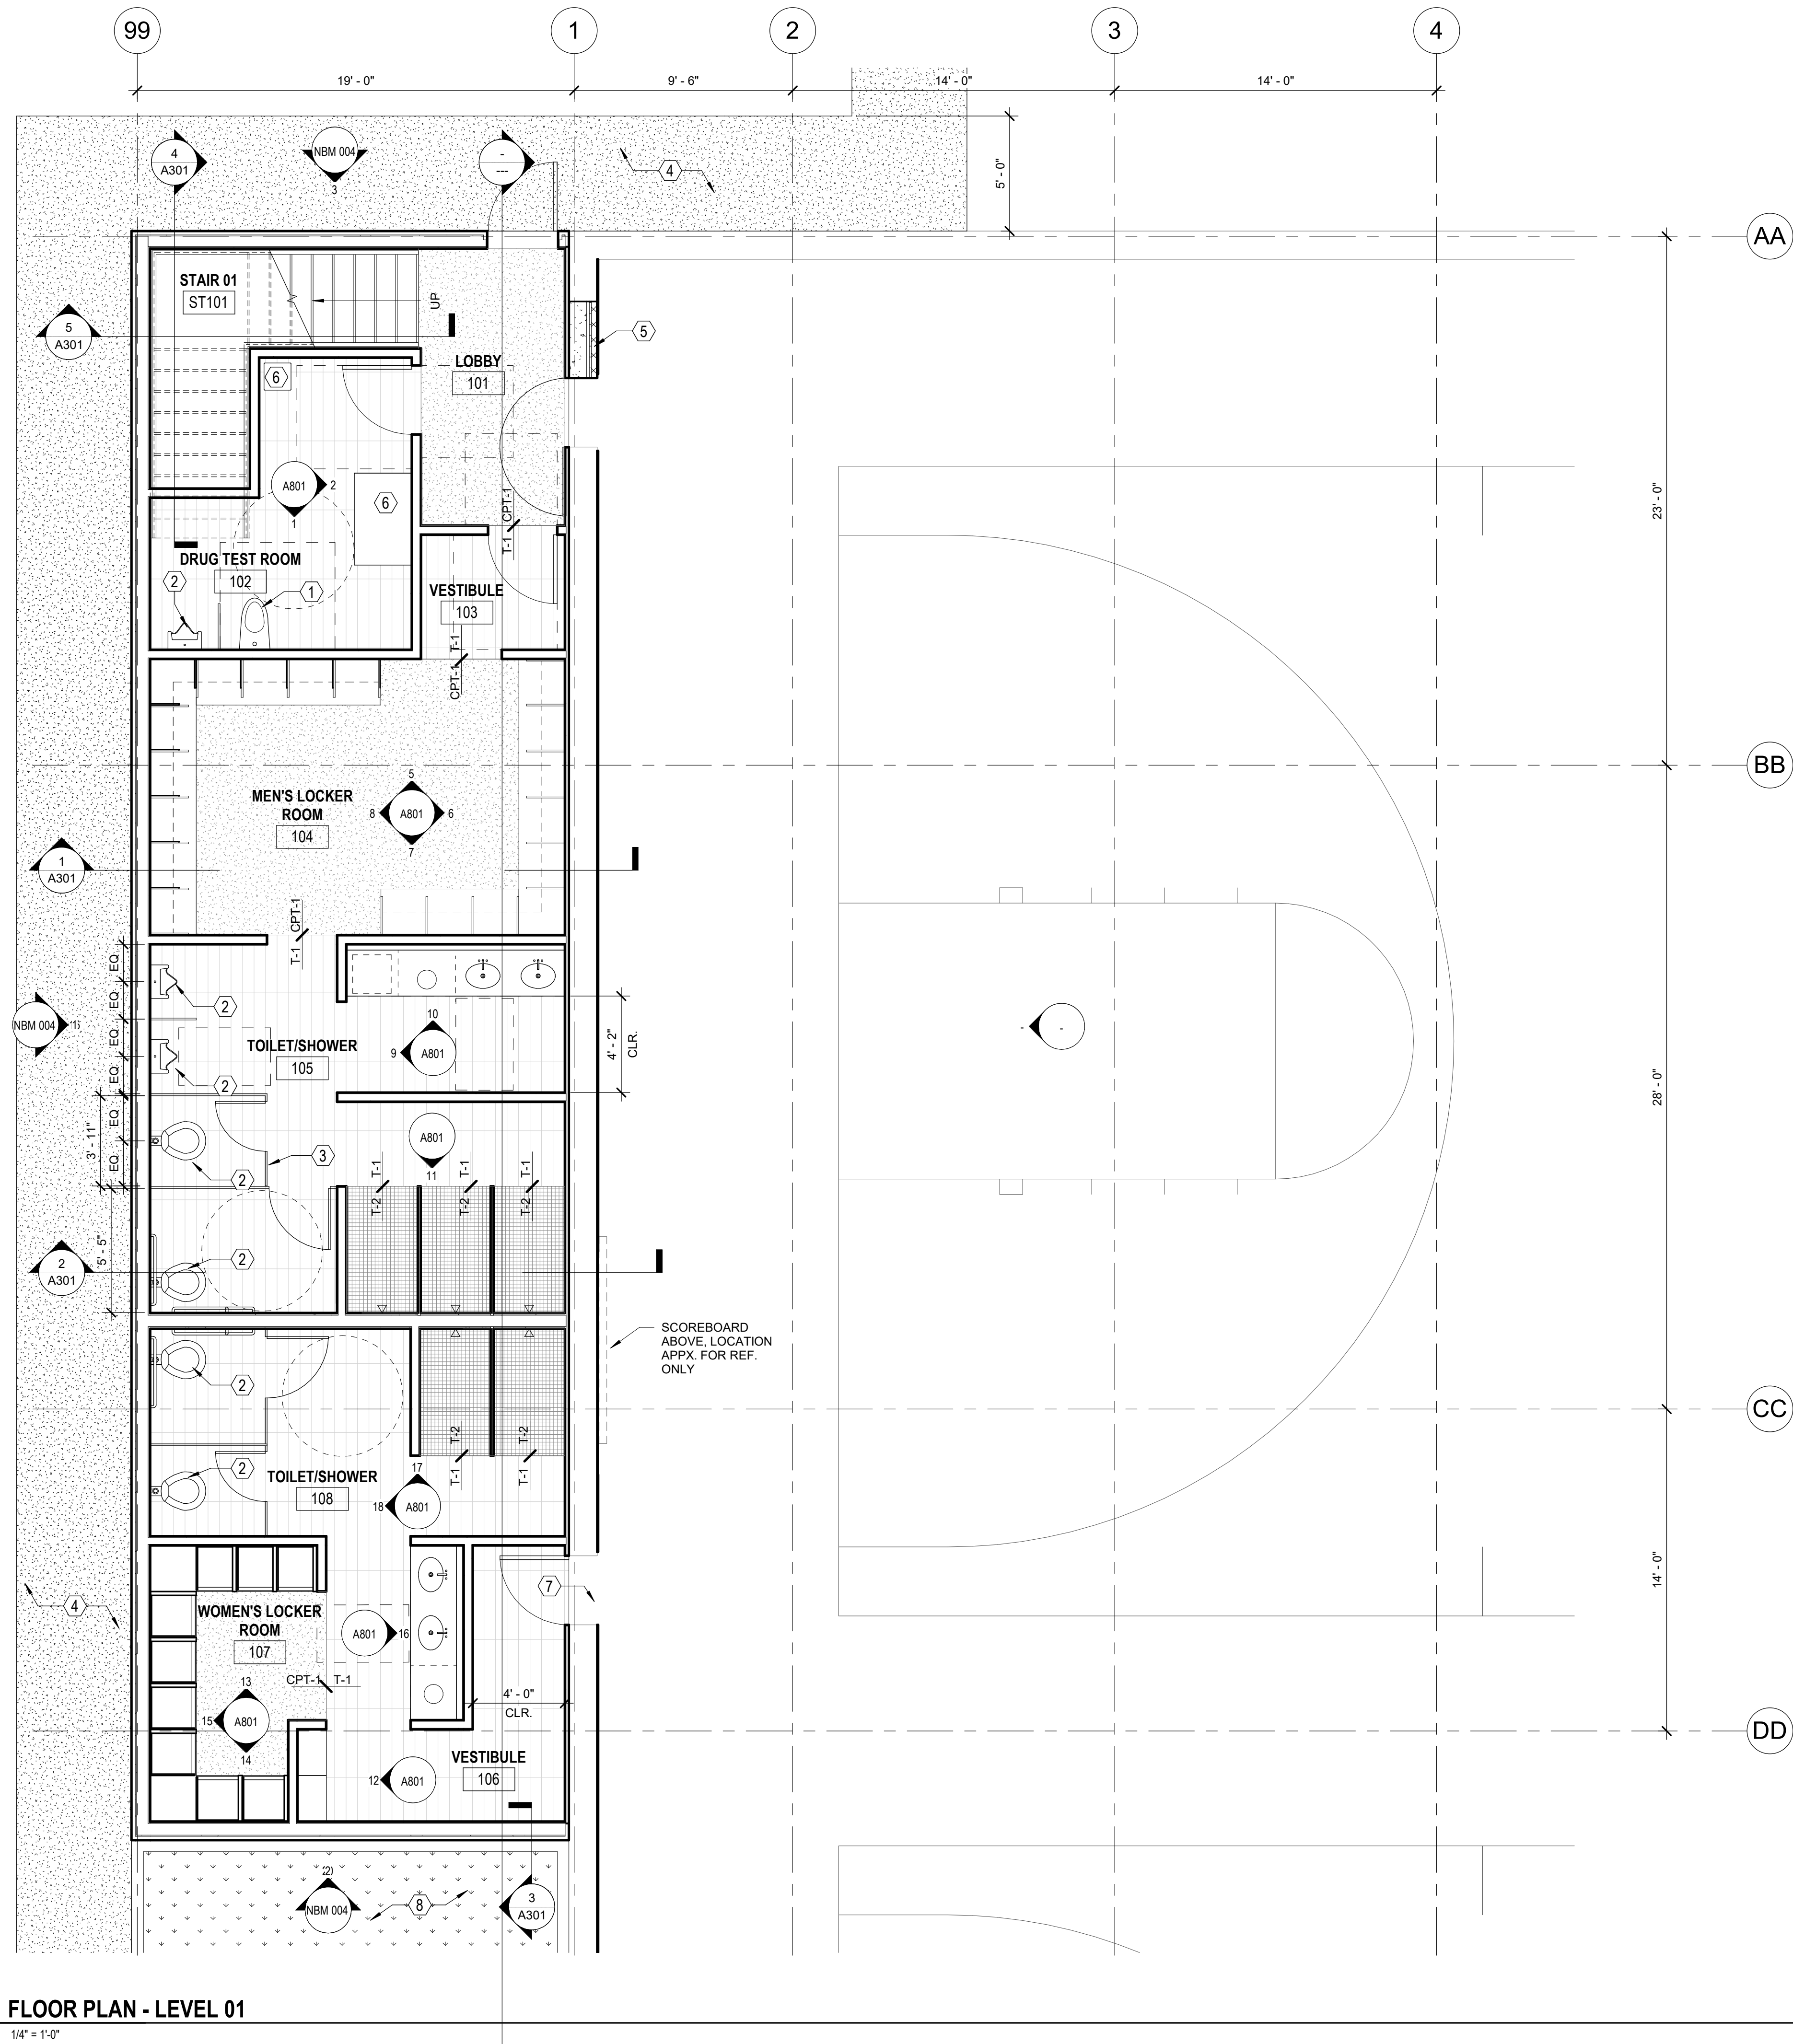 99
1
2
3
4
19' - 0"
9' - 6"
14' - 0"
14' - 0"
4
A301
NBM 004
3
-
---
4
5' - 0"
AA
STAIR 01
ST101
UP
5
A301
5
LOBBY
101
6
A801
2
1
6
CPT-1
T-1
23' - 0"
DRUG TEST ROOM
102
2
1
VESTIBULE
103
T-1
CPT-1
BB
MEN'S LOCKER
ROOM
104
5
8
A801
6
7
1
A301
CPT-1
T-1
EQ
EQ
EQ
EQ
EQ
EQ
NBM 004
2
2
TOILET/SHOWER
105
10
9
A801
4' - 2"
CLR.
-
-
28' - 0"
3' - 11"
A801
11
3
2
T-1
T-2
T-1
T-2
T-1
T-2
5' - 5"
2
2
A301
SCOREBOARD
ABOVE, LOCATION
APPX. FOR REF.
ONLY
2
CC
T-2
T-1
T-2
T-1
2
TOILET/SHOWER
108
17
18
A801
7
4
14' - 0"
WOMEN'S LOCKER
ROOM
107
A801
16
CPT-1
T-1
13
15
A801
14
4' - 0"
CLR.
DD
VESTIBULE
106
12
A801
NBM 004
8
3
A301
FLOOR PLAN - LEVEL 01
1/4" = 1'-0"